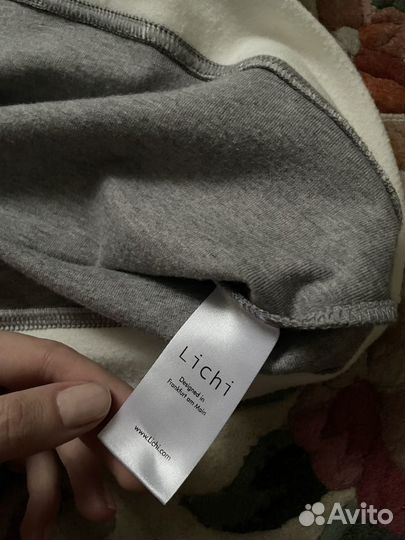 Lichi
Designed in
Frankfurt am Main
www.Lichi.com
Avito